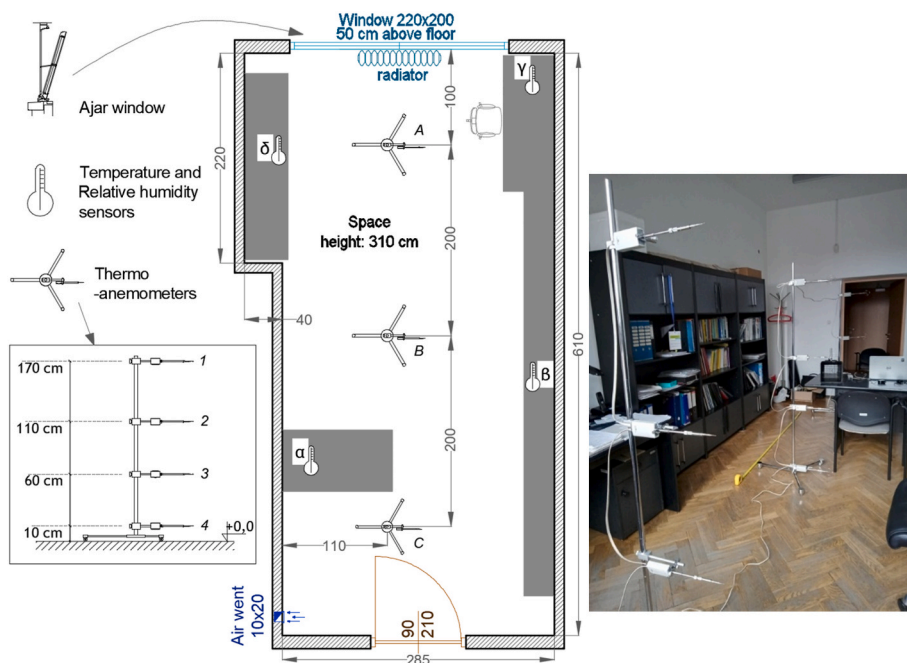 Window 220x200
50 cm above floor
radiator
Ajar window
Temperature and
Relative humidity
sensors
Thermo
-anemometers
170 cm
110 cm
60 cm
10 cm
1
2
3
4
+0,0
γ
δ
β
α
A
B
C
100
200
200
220
40
610
Space
height: 310 cm
110
Air went
10x20
90
210
285